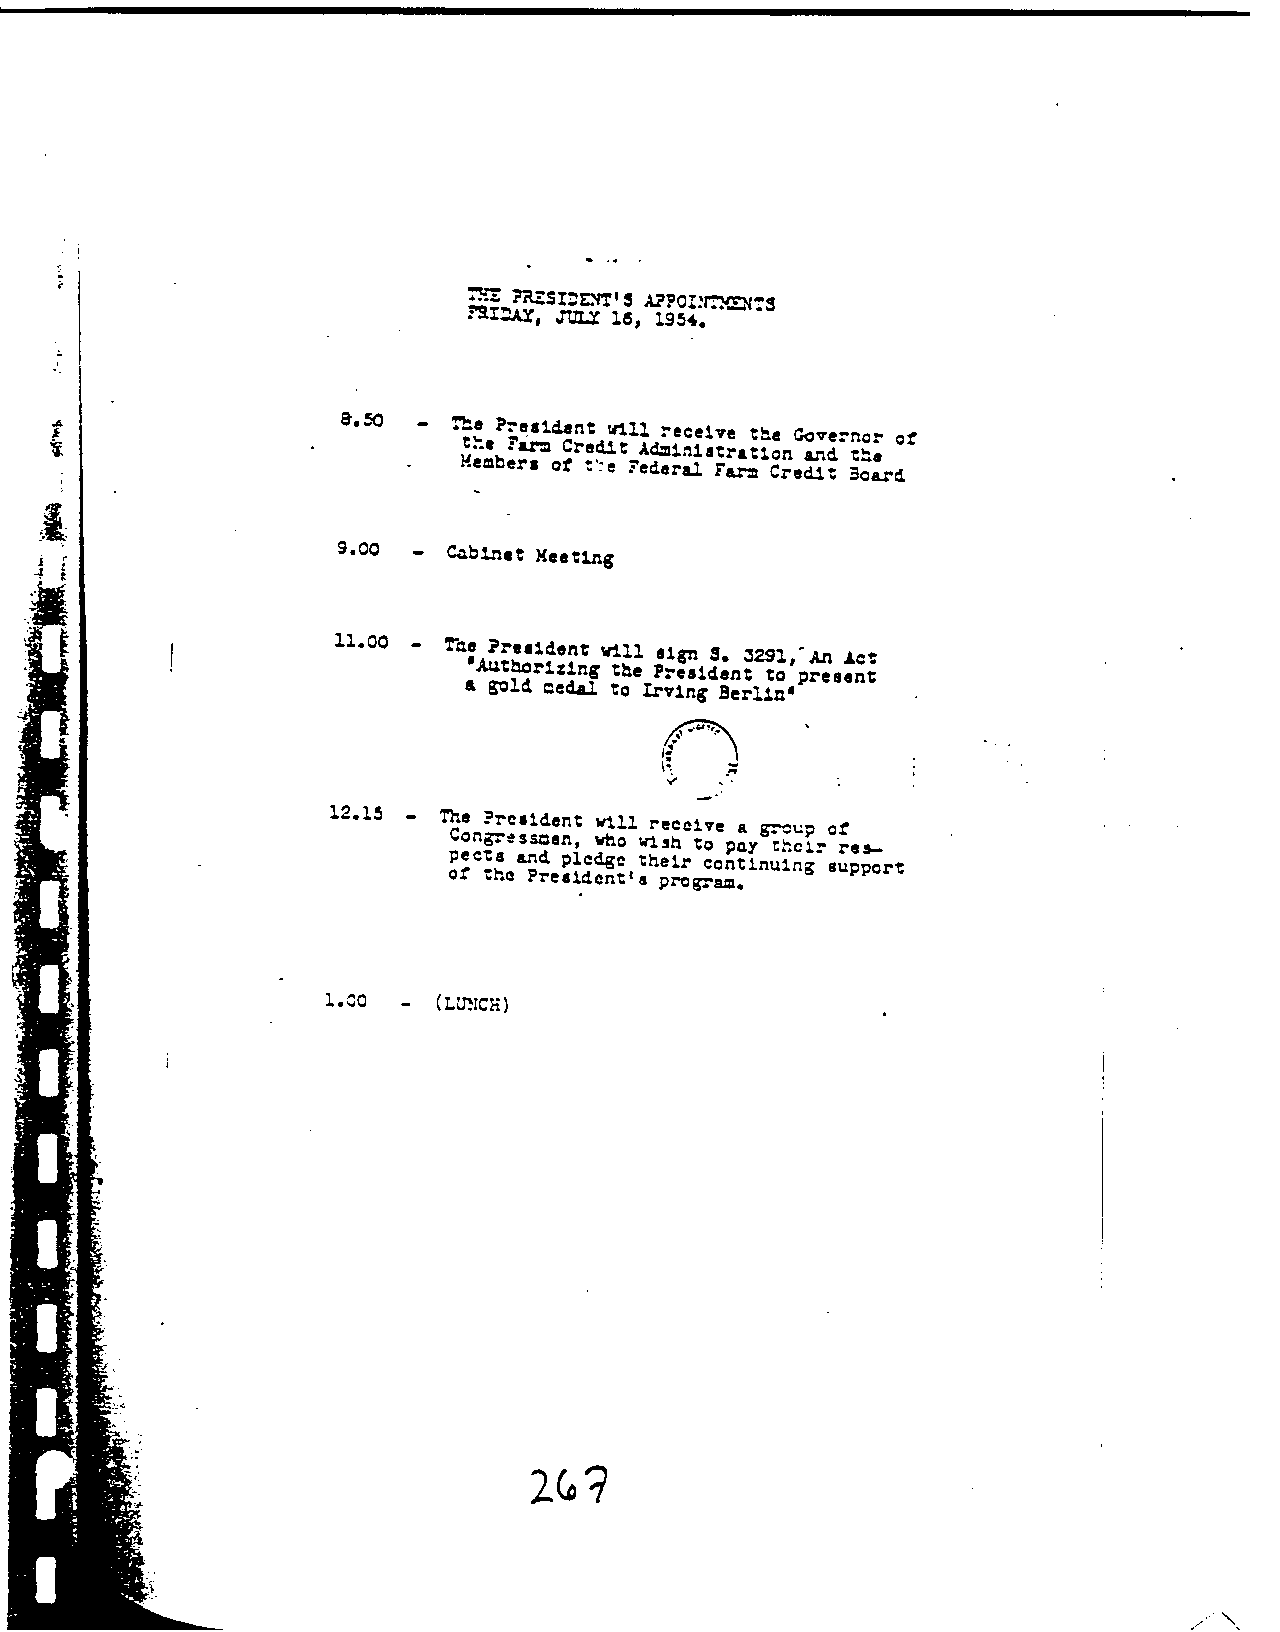 THE PRESIDENT'S APPOINTMENTS
FRIDAY, JULY 16, 1954.
8.50 - The President will receive the Governor of
the Farm Credit Administration and the
Members of the Federal Farm Credit Board
9.00 - Cabinet Meeting
11.00 - The President will sign S. 3291, An Act
"Authorizing the President to present
a gold medal to Irving Berlin"
12.15 - The President will receive a group of
Congressmen, who wish to pay their res-
pects and pledge their continuing support
of the President's program.
1.00 - (LUNCH)
267